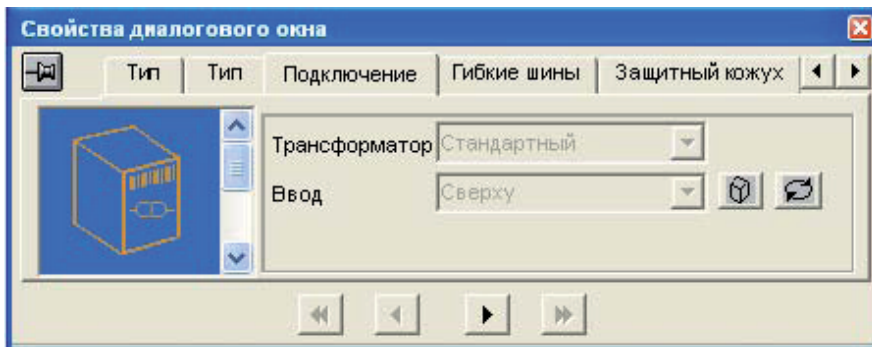 Свойства диалогового окна
Тип Тип Подключение Гибкие шины Защитный кожух
Трансформатор Стандартный
Ввод Сверху